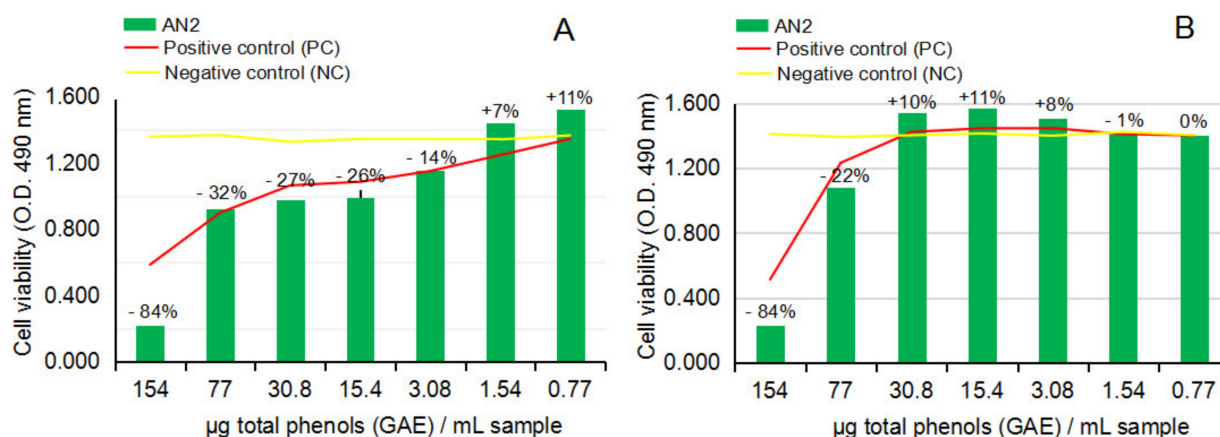 AN2
Positive control (PC)
Negative control (NC)
A
Cell viability (O.D. 490 nm)
1.600
1.200
0.800
0.400
0.000
- 84%
- 32%
- 27%
- 26%
- 14%
+7%
+11%
154 77 30.8 15.4 3.08 1.54 0.77
µg total phenols (GAE) / mL sample
AN2
Positive control (PC)
Negative control (NC)
B
Cell viability (O.D. 490 nm)
1.600
1.200
0.800
0.400
0.000
- 84%
- 22%
+10%
+11%
+8%
- 1%
0%
154 77 30.8 15.4 3.08 1.54 0.77
µg total phenols (GAE) / mL sample